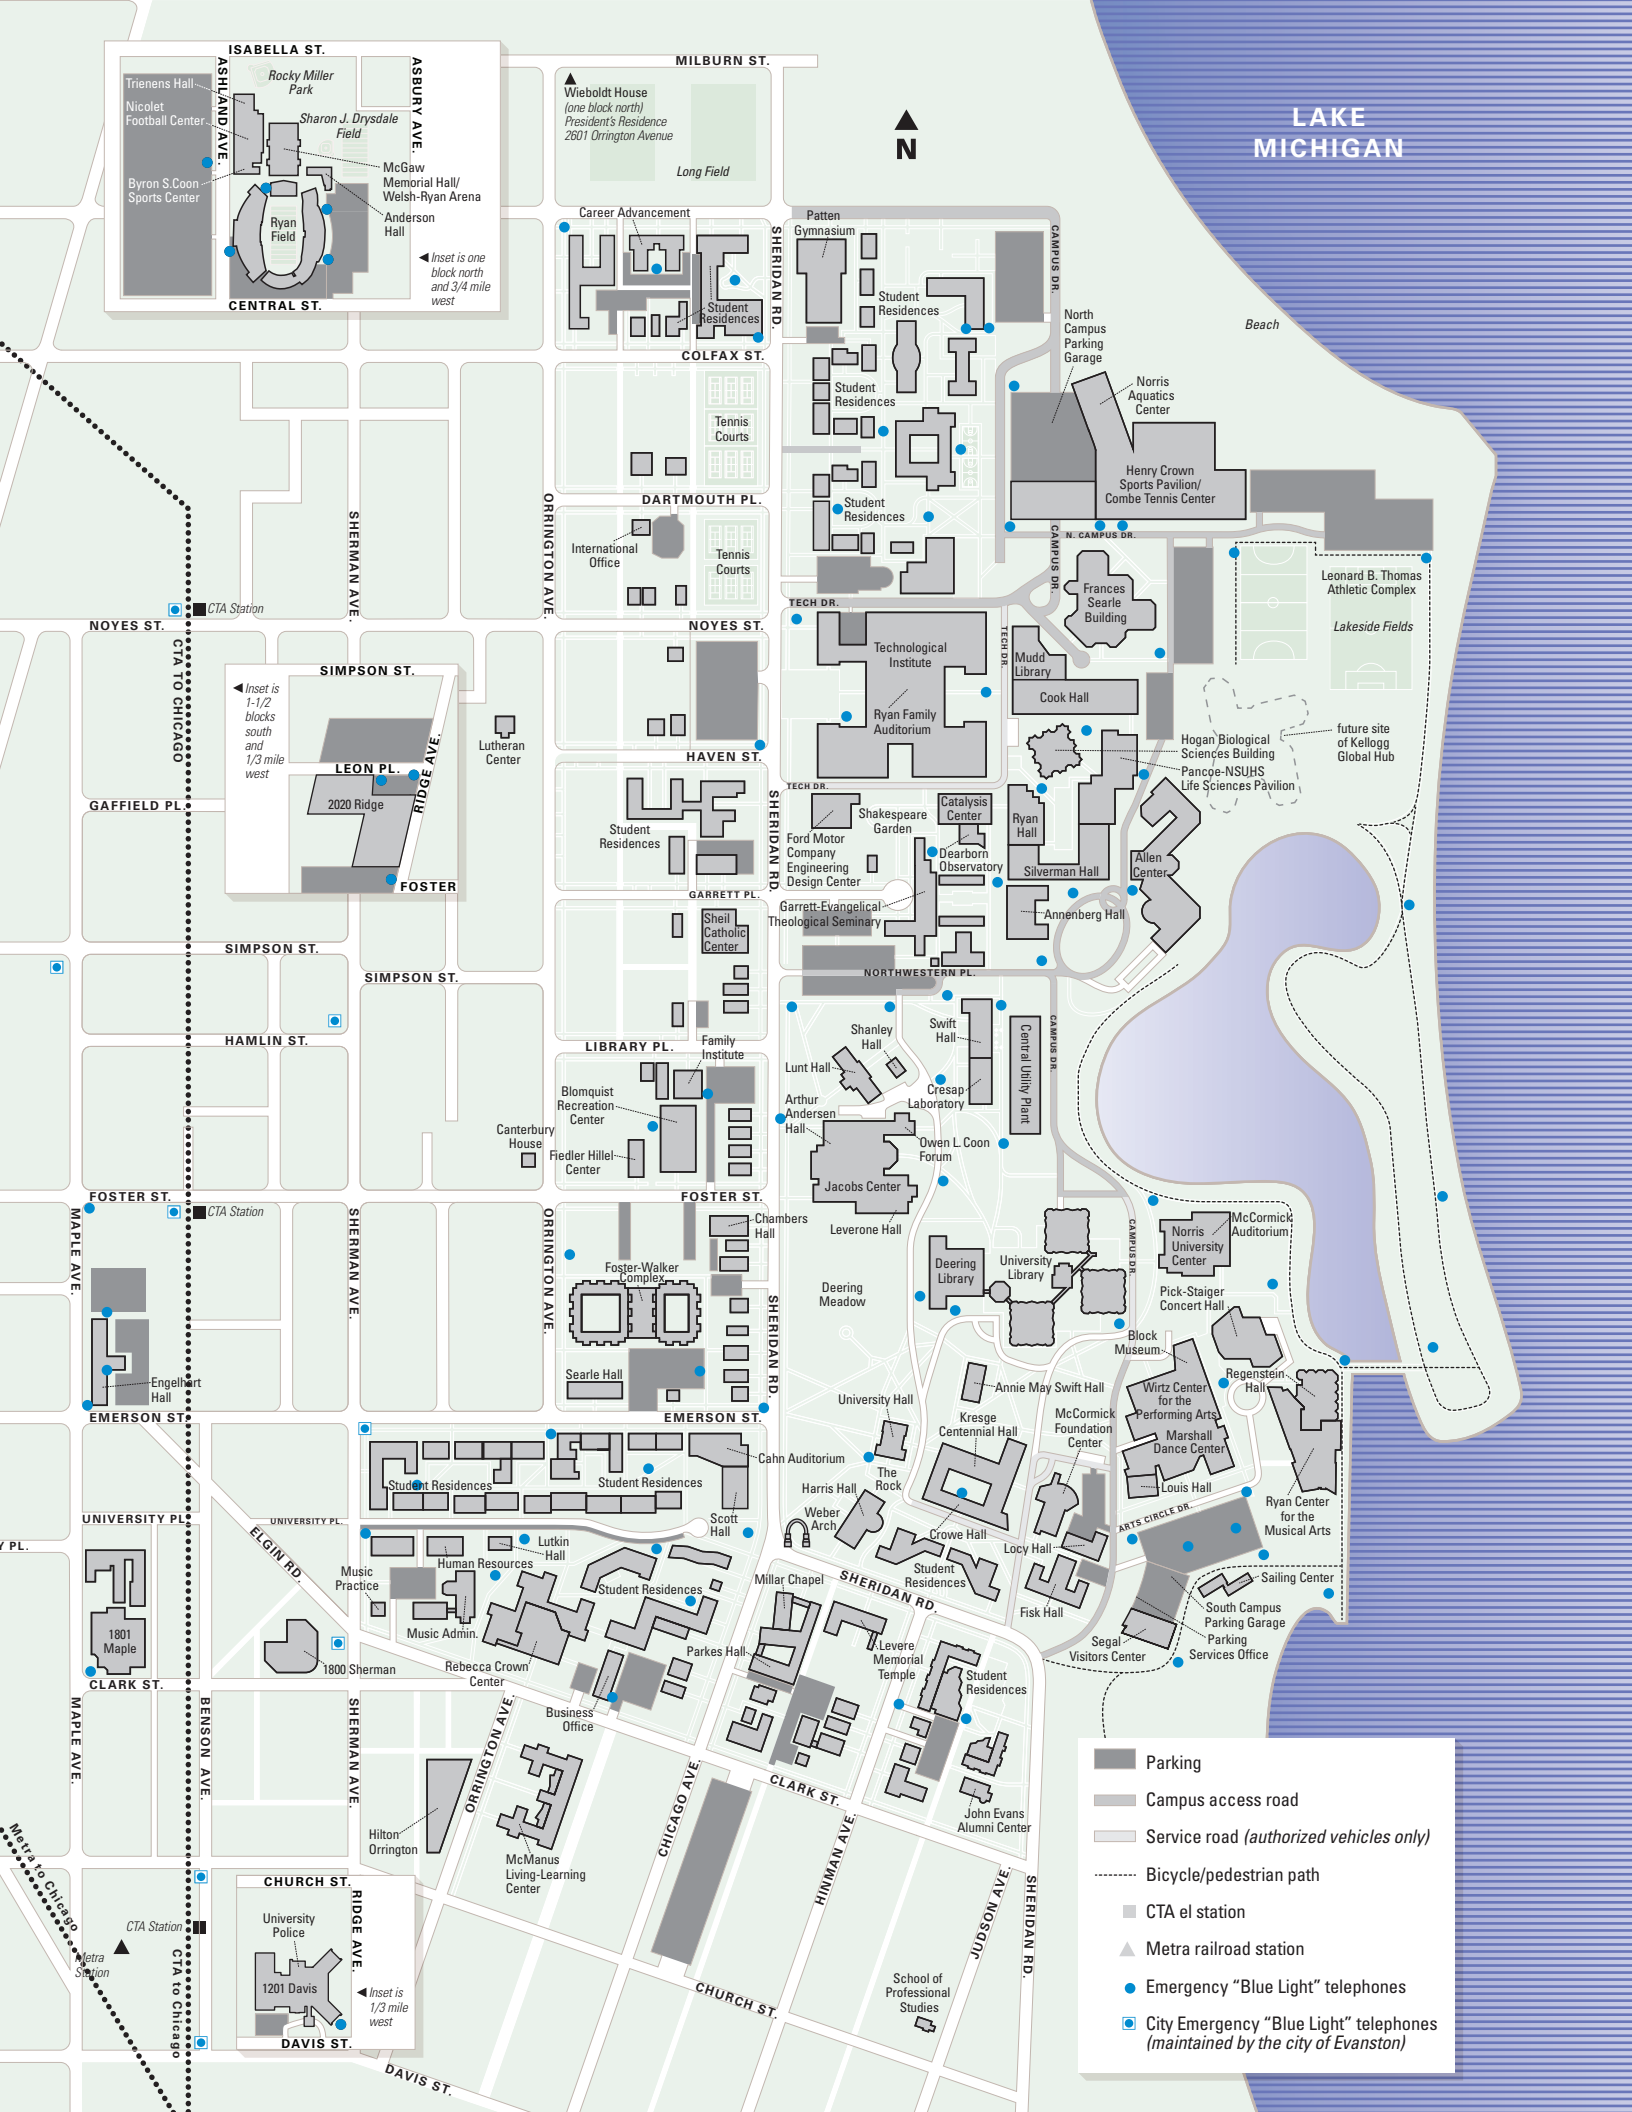 ISABELLA ST.
ASHLAND AVE.
ASBURY AVE.
Trienens Hall
Nicolet
Football Center
Rocky Miller
Park
Sharon J. Drysdale
Field
McGaw
Memorial Hall/
Welsh-Ryan Arena
Byron S.Coon
Sports Center
Anderson
Hall
Ryan
Field
Inset is one
block north
and 3/4 mile
west
CENTRAL ST.
MILBURN ST.
Wieboldt House
(one block north)
President's Residence
2601 Orrington Avenue
Long Field
N
LAKE
MICHIGAN
Career Advancement
SHERIDAN RD.
Patten
Gymnasium
CAMPUS DR.
Student
Residences
Student
Residences
North
Campus
Parking
Garage
Beach
COLFAX ST.
Norris
Aquatics
Center
Student
Residences
Tennis
Courts
Henry Crown
Sports Pavilion/
Combe Tennis Center
DARTMOUTH PL.
SHERMAN AVE.
ORRINGTON AVE.
Student
Residences
International
Office
Tennis
Courts
N. CAMPUS DR.
CAMPUS DR.
Frances
Searle
Building
Leonard B. Thomas
Athletic Complex
Lakeside Fields
CTA Station
TECH DR.
NOYES ST.
NOYES ST.
CTA TO CHICAGO
TECH DR.
Technological
Institute
Ryan Family
Auditorium
Mudd
Library
Cook Hall
SIMPSON ST.
Inset is
1-1/2
blocks
south
and
1/3 mile
west
LEON PL.
RIDGE AVE.
2020 Ridge
FOSTER
Lutheran
Center
Hogan Biological
Sciences Building
Pancoe-NSUHS
Life Sciences Pavilion
future site
of Kellogg
Global Hub
HAVEN ST.
GAFFIELD PL.
TECH DR.
SHERIDAN RD.
Student
Residences
Ford Motor
Company
Engineering
Design Center
Shakespeare
Garden
Catalysis
Center
Dearborn
Observatory
Ryan
Hall
Silverman Hall
Allen
Center
GARRETT PL.
Garrett-Evangelical
Theological Seminary
Annenberg Hall
Sheil
Catholic
Center
SIMPSON ST.
SIMPSON ST.
NORTHWESTERN PL.
HAMLIN ST.
LIBRARY PL.
Family
Institute
Shanley
Hall
Swift
Hall
Central Utility Plant
CAMPUS DR.
Lunt Hall
Cresap
Laboratory
Blomquist
Recreation
Center
Arthur
Andersen
Hall
Canterbury
House
Fiedler Hillel
Center
Owen L. Coon
Forum
Jacobs Center
Leverone Hall
FOSTER ST.
FOSTER ST.
CTA Station
MAPLE AVE.
SHERMAN AVE.
ORRINGTON AVE.
Chambers
Hall
CAMPUS DR.
McCormick
Auditorium
Norris
University
Center
Deering
Library
University
Library
Foster-Walker
Complex
Deering
Meadow
SHERIDAN RD.
Pick-Staiger
Concert Hall
Block
Museum
Searle Hall
Engelhart
Hall
University Hall
Annie May Swift Hall
Regenstein
Hall
Wirtz Center
for the
Performing Arts
Marshall
Dance Center
EMERSON ST.
EMERSON ST.
Kresge
Centennial Hall
McCormick
Foundation
Center
Cahn Auditorium
Student Residences
Student Residences
The
Rock
Harris Hall
Louis Hall
Ryan Center
for the
Musical Arts
UNIVERSITY PL.
UNIVERSITY PL.
Y PL.
ELGIN RD.
Scott
Hall
Weber
Arch
Crowe Hall
Locy Hall
ARTS CIRCLE DR.
Lutkin
Hall
Human Resources
Music
Practice
Student Residences
Millar Chapel
SHERIDAN RD.
Student
Residences
Fisk Hall
Sailing Center
South Campus
Parking Garage
Parking
Services Office
Segal
Visitors Center
1801
Maple
Music Admin.
Parkes Hall
Levere
Memorial
Temple
Student
Residences
1800 Sherman
Rebecca Crown
Center
Business
Office
CLARK ST.
MAPLE AVE.
BENSON AVE.
SHERMAN AVE.
ORRINGTON AVE.
CHICAGO AVE.
CLARK ST.
HINMAN AVE.
John Evans
Alumni Center
Hilton
Orrington
McManus
Living-Learning
Center
Metra to Chicago
JUDSON AVE.
SHERIDAN RD.
CHURCH ST.
RIDGE AVE.
University
Police
1201 Davis
Inset is
1/3 mile
west
DAVIS ST.
CTA Station
Metra
Station
CTA to Chicago
CHURCH ST.
School of
Professional
Studies
DAVIS ST.
Parking
Campus access road
Service road (authorized vehicles only)
Bicycle/pedestrian path
CTA el station
Metra railroad station
Emergency “Blue Light” telephones
City Emergency “Blue Light” telephones
(maintained by the city of Evanston)